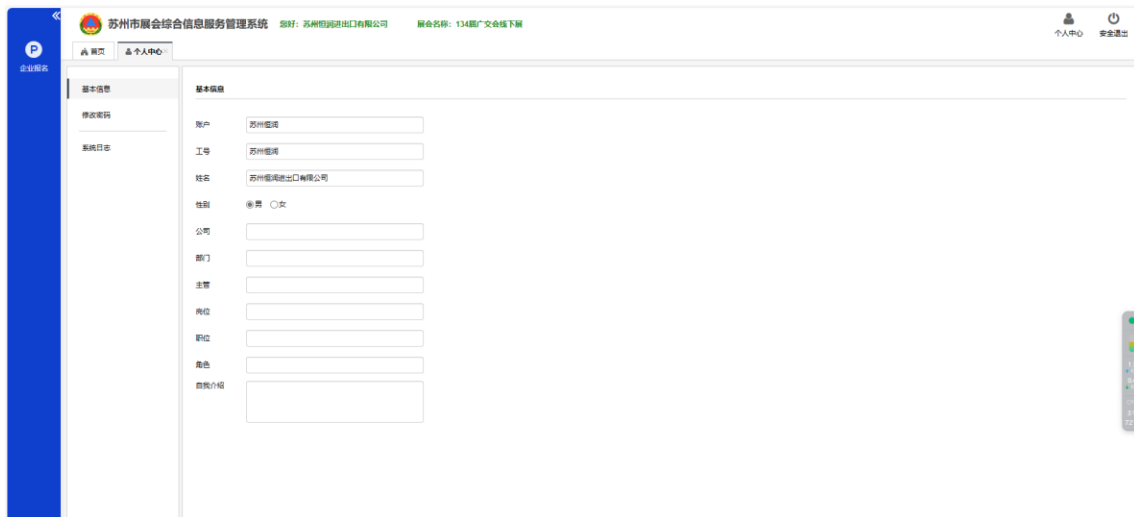 苏州市展会综合信息服务管理系统 您好：苏州恒润进出口有限公司 展会名称：134届广交会线下展
个人中心 安全退出
企业报名
首页 个人中心
基本信息
修改密码
系统日志
基本信息
账户 苏州恒润
工号 苏州恒润
姓名 苏州恒润进出口有限公司
性别 男 女
公司
部门
主管
岗位
职位
角色
自我介绍